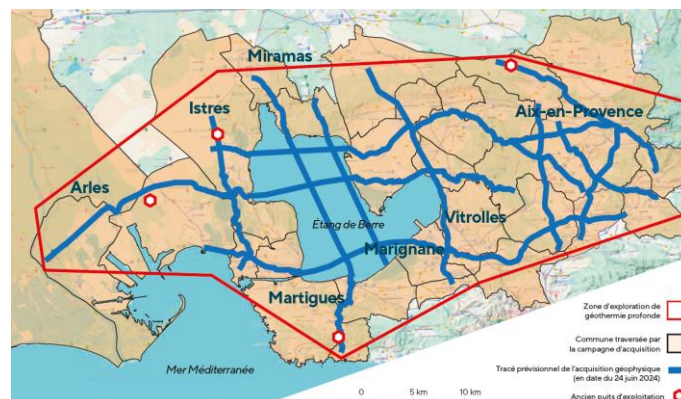 Miramas
Istres
Aix-en-Provence
Arles
Étang de Berre
Vitrolles
Marignane
Martigues
Mer Méditerranée
Zone d'exploration de
géothermie profonde
Commune traversée par
la campagne d'acquisition
Tracé prévisionnel de l'acquisition géophysique
(en date du 24 juin 2024)
Ancien puits d'exploitation
0 5 km 10 km